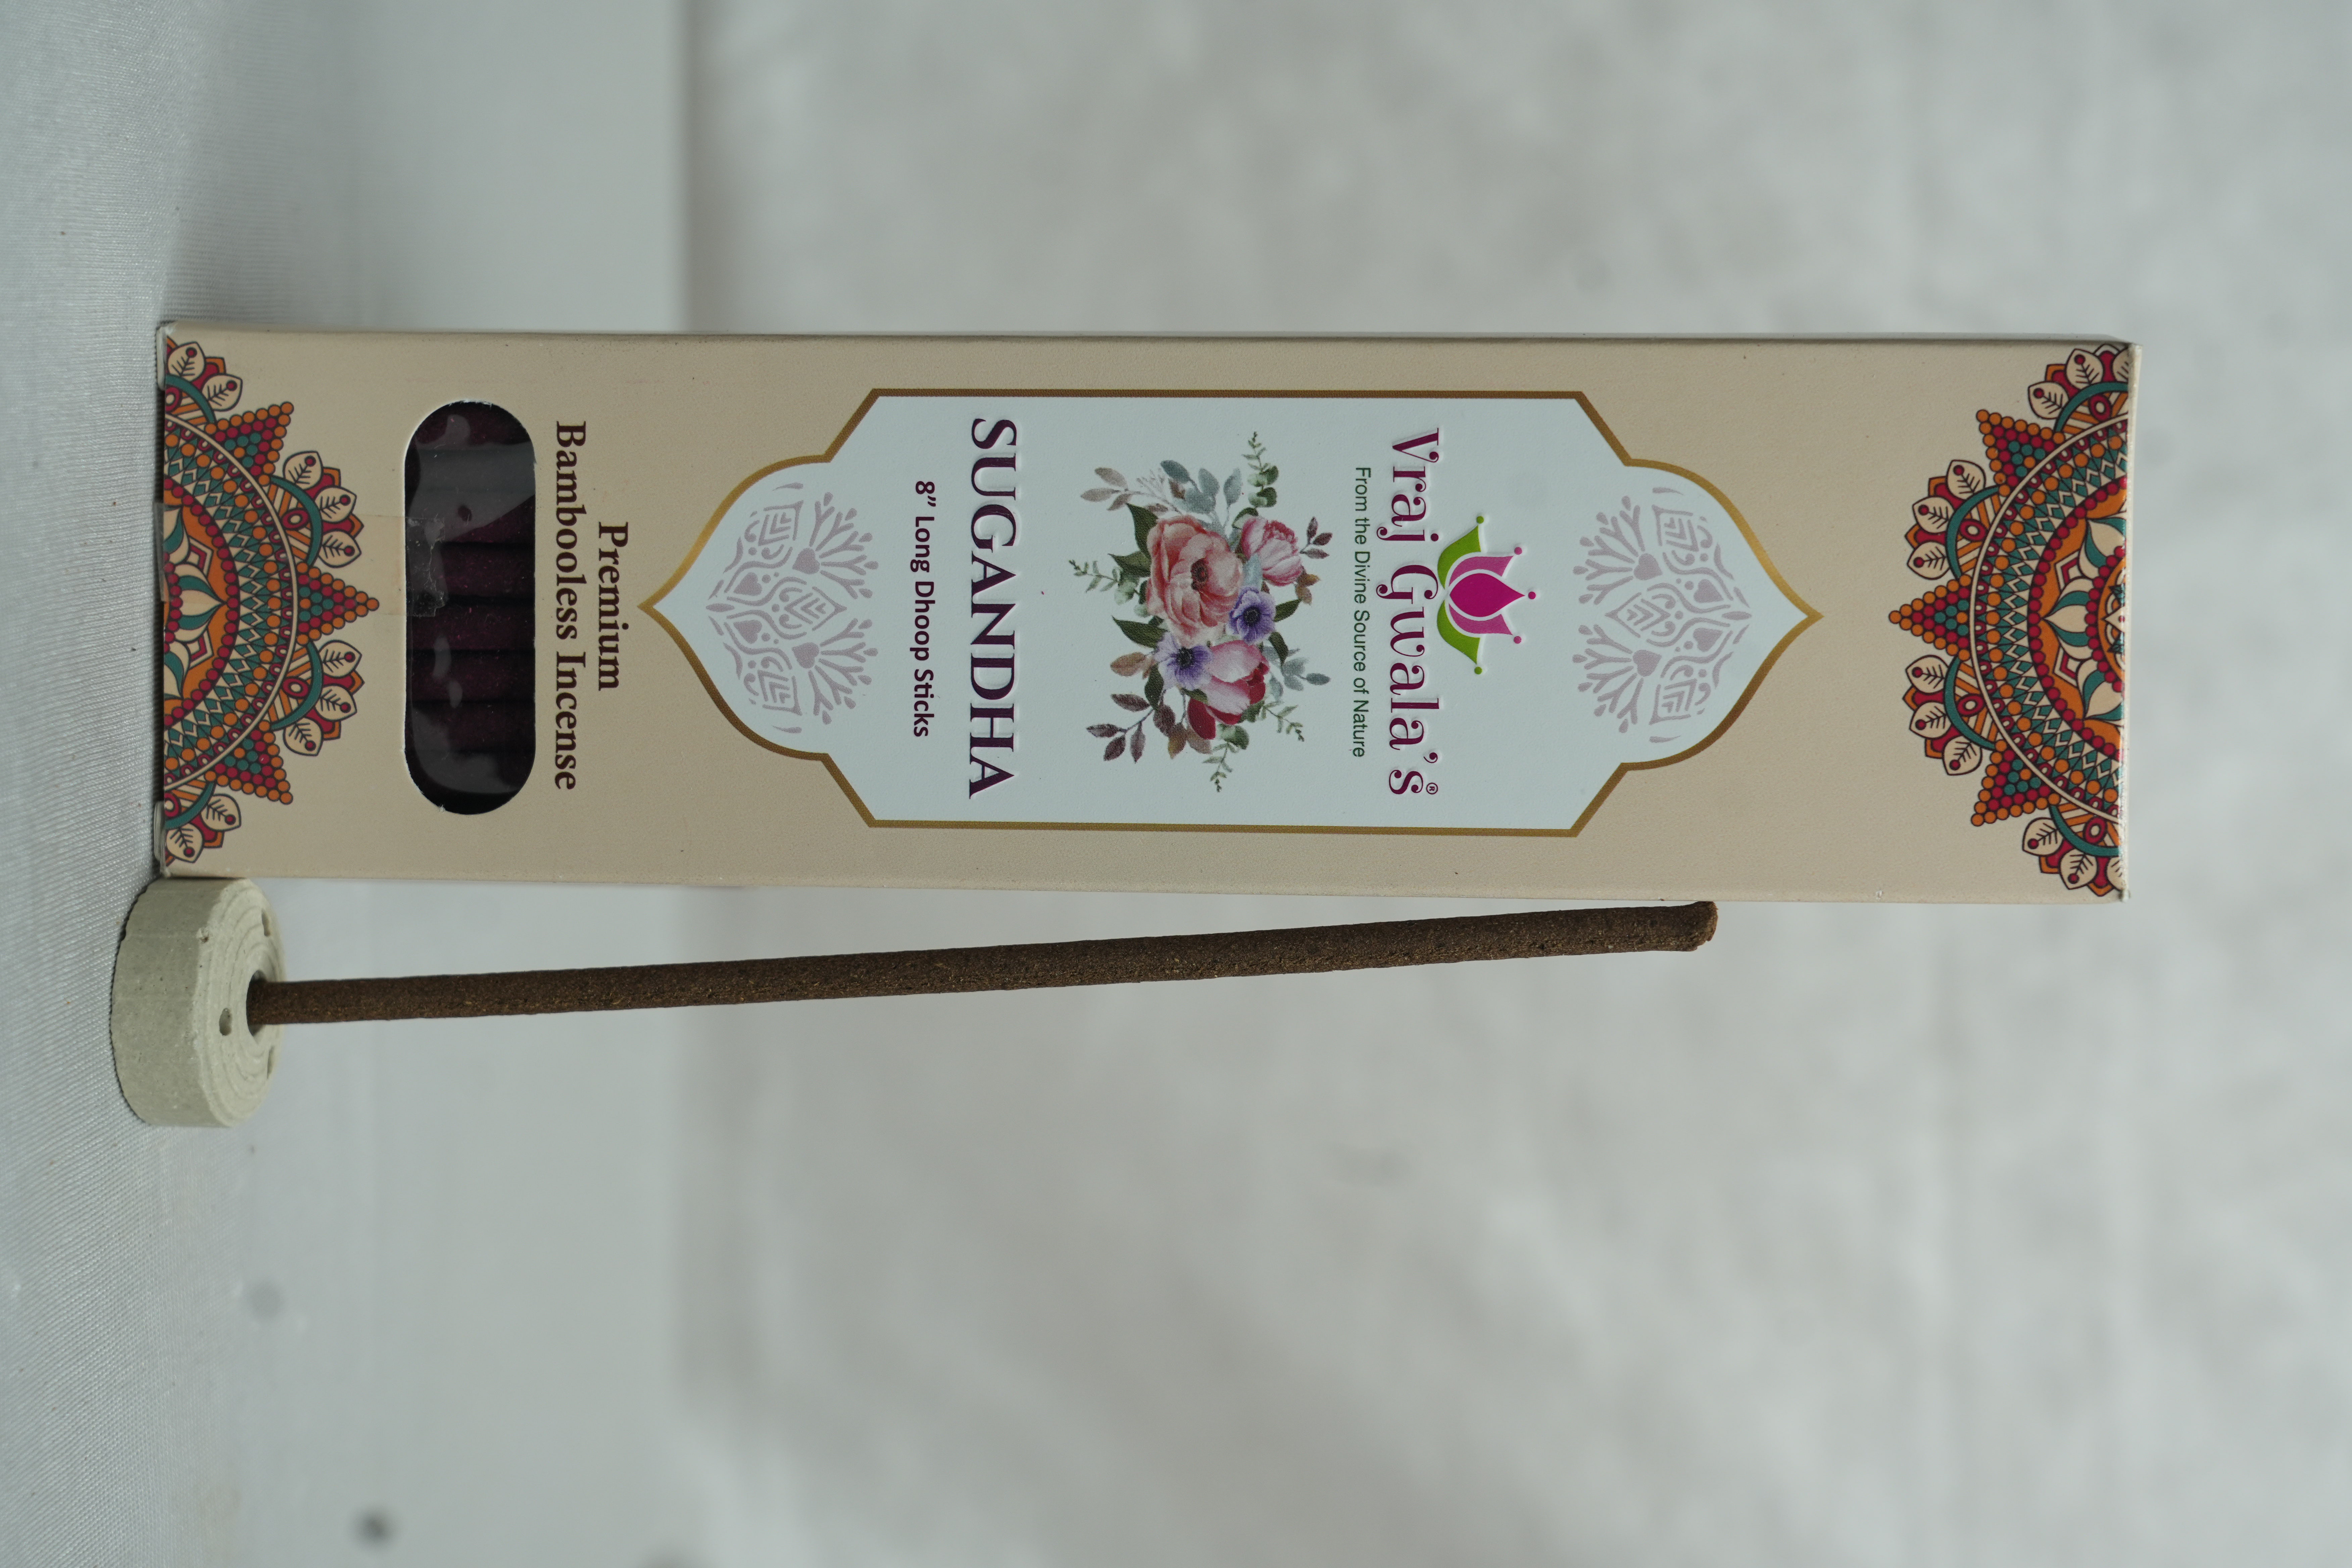 Vraj Gwala's®
From the Divine Source of Nature
SUGANDHA
8” Long Dhoop Sticks
Premium
Bambooless Incense